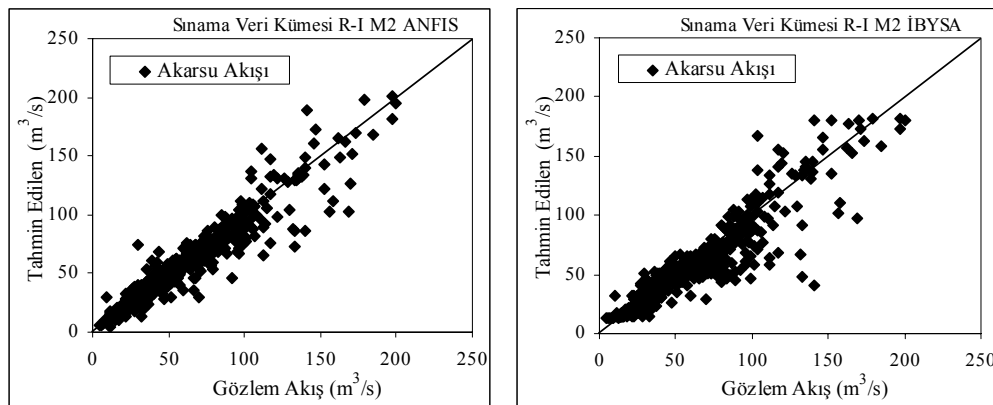 Sınama Veri Kümesi R-I M2 ANFIS
250
200
150
100
50
0
Tahmin Edilen (m³/s)
Akarsu Akışı
0 50 100 150 200 250
Gözlem Akış (m³/s)
Sınama Veri Kümesi R-I M2 İBYSA
250
200
150
100
50
0
Tahmin Edilen (m³/s)
Akarsu Akışı
0 50 100 150 200 250
Gözlem Akış (m³/s)